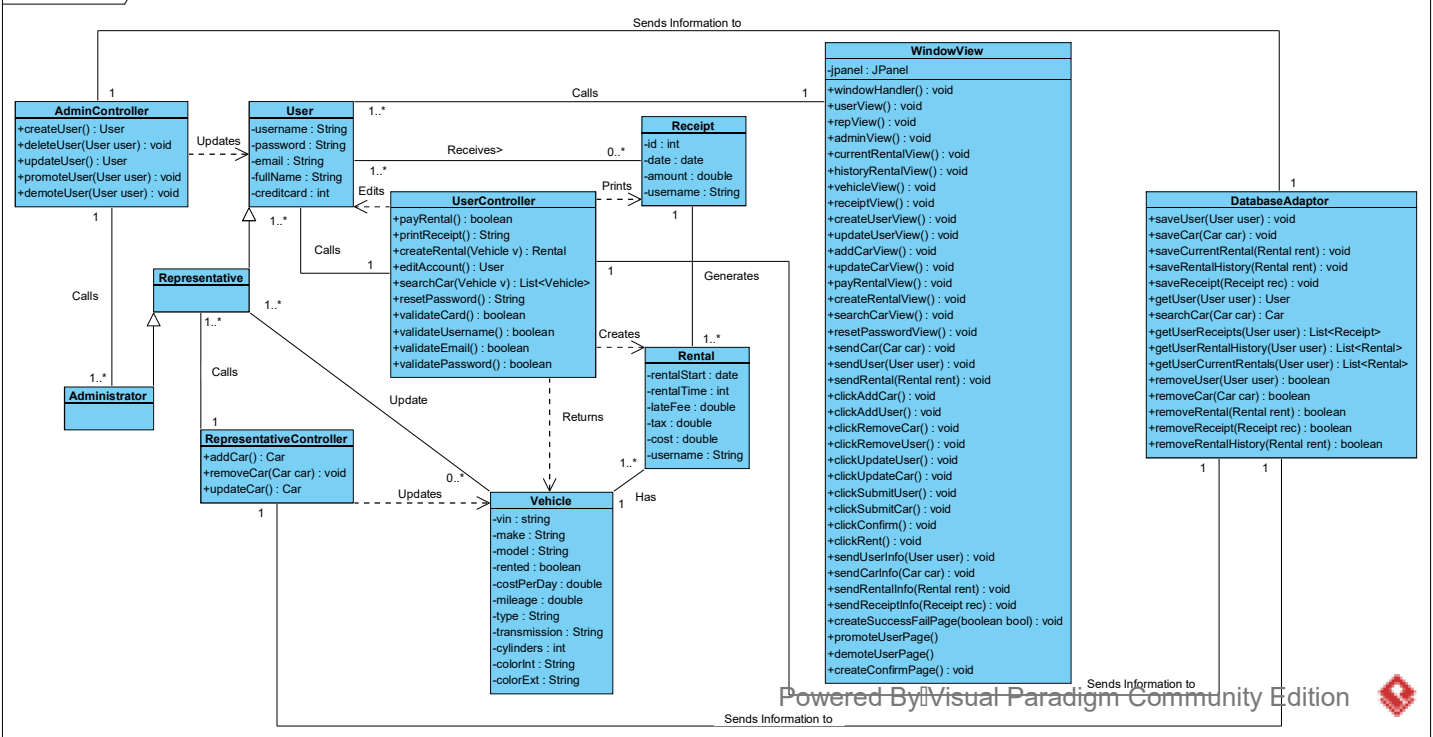 Sends Information to
1
AdminController
+createUser() : User
+deleteUser(User user) : void
+updateUser() : User
+promoteUser(User user) : void
+demoteUser(User user) : void
1
Updates
User
-username : String
-password : String
-email : String
-fullName : String
-creditcard : int
1..*
Calls
1
Receives>
1..*
0..*
Receipt
-id : int
-date : date
-amount : double
-username : String
1
Edits
Prints
UserController
+payRental() : boolean
+printReceipt() : String
+createRental(Vehicle v) : Rental
+editAccount() : User
+searchCar(Vehicle v) : List<Vehicle>
+resetPassword() : String
+validateCard() : boolean
+validateUsername() : boolean
+validateEmail() : boolean
+validatePassword() : boolean
1..*
Calls
1
1
Generates
1..*
Creates
Rental
-rentalStart : date
-rentalTime : int
-lateFee : double
-tax : double
-cost : double
-username : String
1..*
Has
1
Representative
1..*
1..*
Calls
1..*
Administrator
Calls
1
Update
0..*
Returns
RepresentativeController
+addCar() : Car
+removeCar(Car car) : void
+updateCar() : Car
1
Updates
Vehicle
-vin : string
-make : String
-model : String
-rented : boolean
-costPerDay : double
-mileage : double
-type : String
-transmission : String
-cylinders : int
-colorInt : String
-colorExt : String
WindowView
-jpanel : JPanel
+windowHandler() : void
+userView() : void
+repView() : void
+adminView() : void
+currentRentalView() : void
+historyRentalView() : void
+vehicleView() : void
+receiptView() : void
+createUserView() : void
+updateUserView() : void
+addCarView() : void
+updateCarView() : void
+payRentalView() : void
+createRentalView() : void
+searchCarView() : void
+resetPasswordView() : void
+sendCar(Car car) : void
+sendUser(User user) : void
+sendRental(Rental rent) : void
+clickAddCar() : void
+clickAddUser() : void
+clickRemoveCar() : void
+clickRemoveUser() : void
+clickUpdateUser() : void
+clickUpdateCar() : void
+clickSubmitUser() : void
+clickSubmitCar() : void
+clickConfirm() : void
+clickRent() : void
+sendUserInfo(User user) : void
+sendCarInfo(Car car) : void
+sendRentalInfo(Rental rent) : void
+sendReceiptInfo(Receipt rec) : void
+createSuccessFailPage(boolean bool) : void
+promoteUserPage()
+demoteUserPage()
+createConfirmPage() : void
1
DatabaseAdaptor
+saveUser(User user) : void
+saveCar(Car car) : void
+saveCurrentRental(Rental rent) : void
+saveRentalHistory(Rental rent) : void
+saveReceipt(Receipt rec) : void
+getUser(User user) : User
+searchCar(Car car) : Car
+getUserReceipts(User user) : List<Receipt>
+getUserRentalHistory(User user) : List<Rental>
+getUserCurrentRentals(User user) : List<Rental>
+removeUser(User user) : boolean
+removeCar(Car car) : boolean
+removeRental(Rental rent) : boolean
+removeReceipt(Receipt rec) : boolean
+removeRentalHistory(Rental rent) : boolean
1
1
Sends Information to
Powered By Visual Paradigm Community Edition
Sends Information to